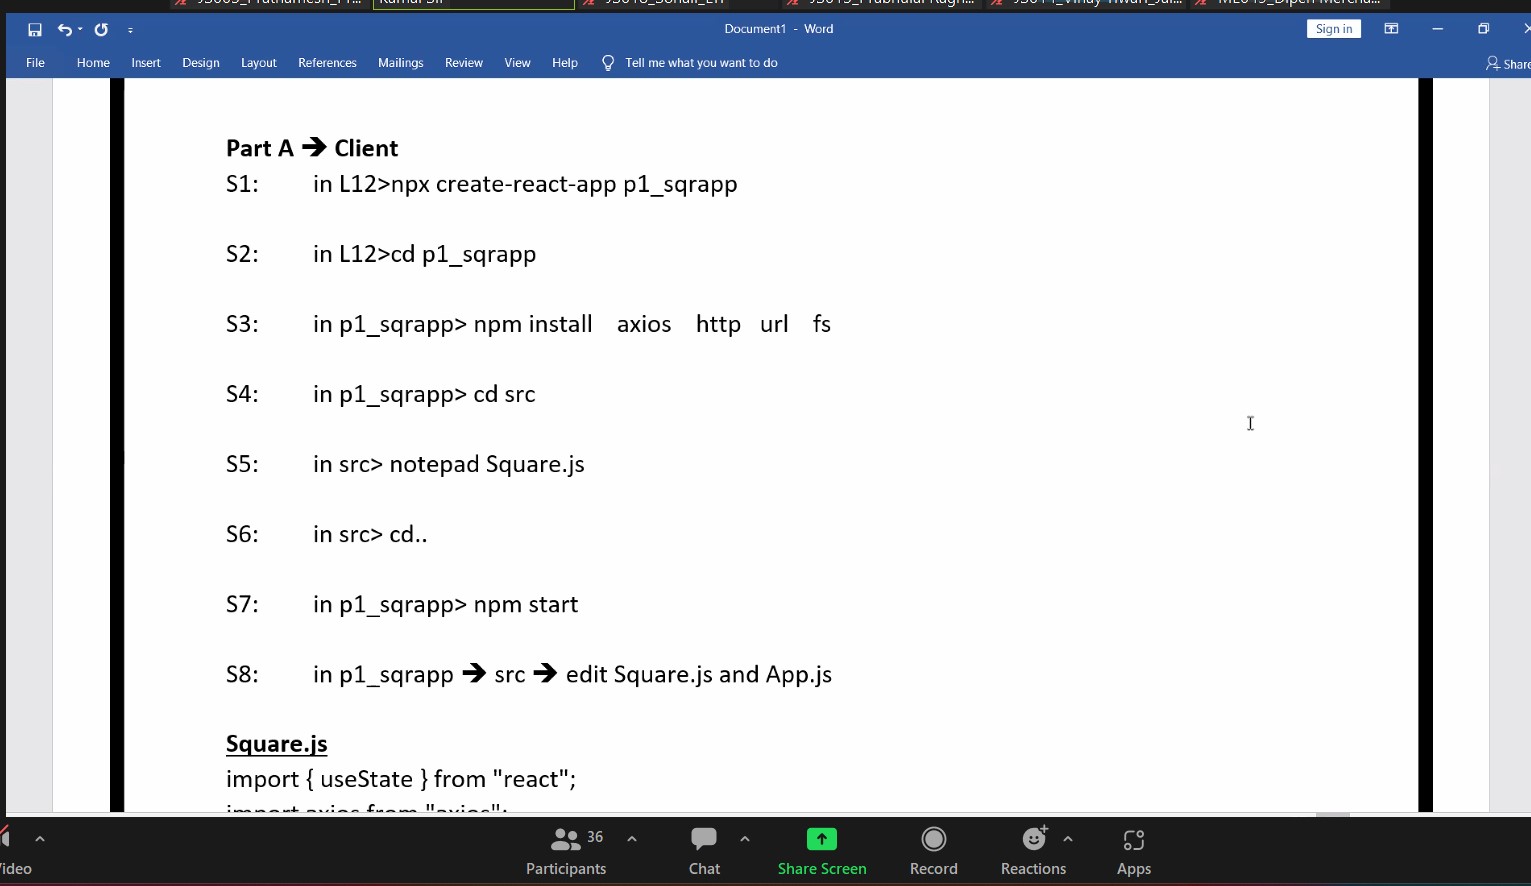 Document1 - Word
Sign in
File Home Insert Design Layout References Mailings Review View Help Tell me what you want to do
Share
Part A ➔ Client
S1: in L12>npx create-react-app p1_sqrapp
S2: in L12>cd p1_sqrapp
S3: in p1_sqrapp> npm install axios http url fs
S4: in p1_sqrapp> cd src
S5: in src> notepad Square.js
S6: in src> cd..
S7: in p1_sqrapp> npm start
S8: in p1_sqrapp ➔ src ➔ edit Square.js and App.js
Square.js
import { useState } from "react";
import axios from "axios";
36
Participants Chat Share Screen Record Reactions Apps